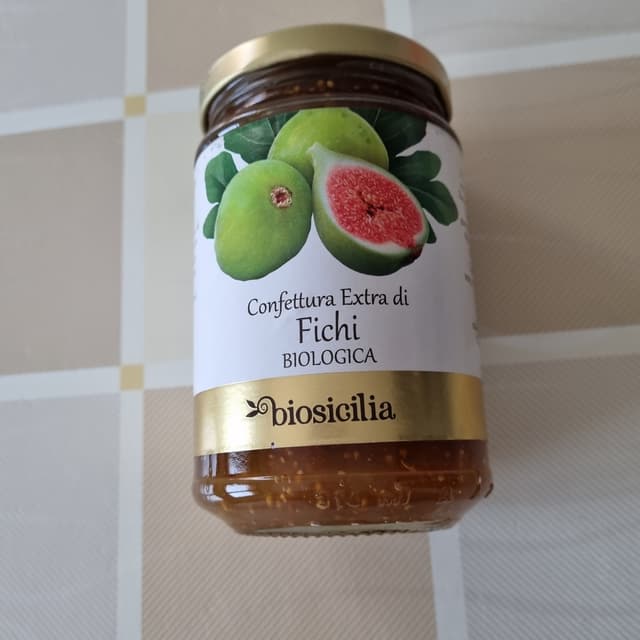 Confettura Extra di
Fichi
BIOLOGICA
biosicilia